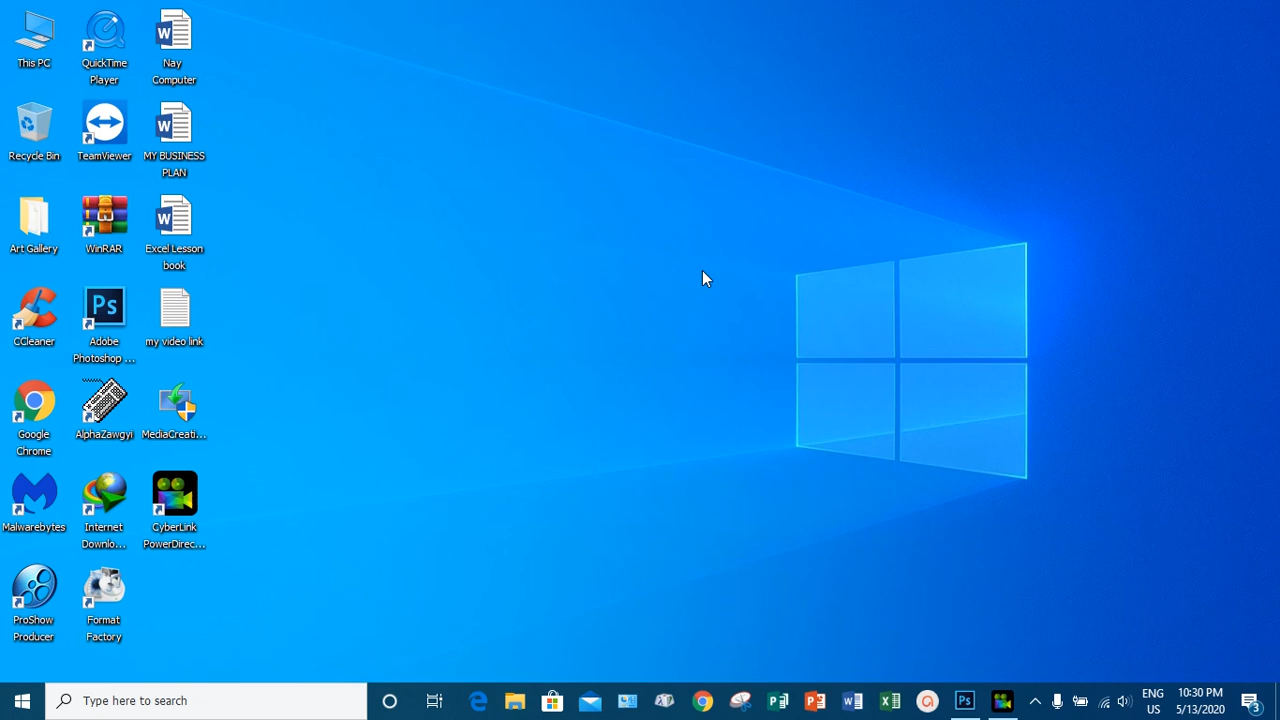 This PC
QuickTime
Player
Nay
Computer
Recycle Bin
TeamViewer
MY BUSINESS
PLAN
Art Gallery
WinRAR
Excel Lesson
book
CCleaner
Ps
Adobe
Photoshop ...
my video link
Google
Chrome
AlphaZawgyi
MediaCreati...
Malwarebytes
Internet
Downlo...
CyberLink
PowerDirec...
ProShow
Producer
Format
Factory
Type here to search
ENG
US
10:30 PM
5/13/2020
3